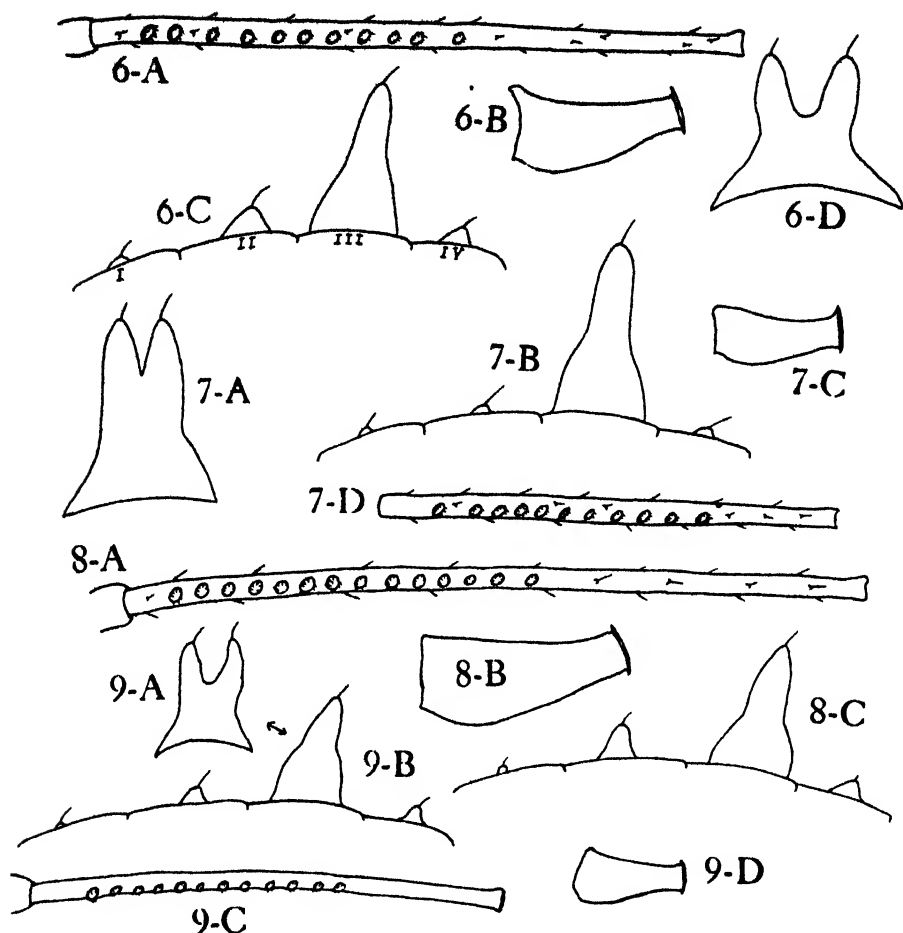 6-A
6-B
6-D
6-C
I II III IV
7-A
7-B
7-C
7-D
8-A
9-A
8-B
8-C
9-B
9-C
9-D